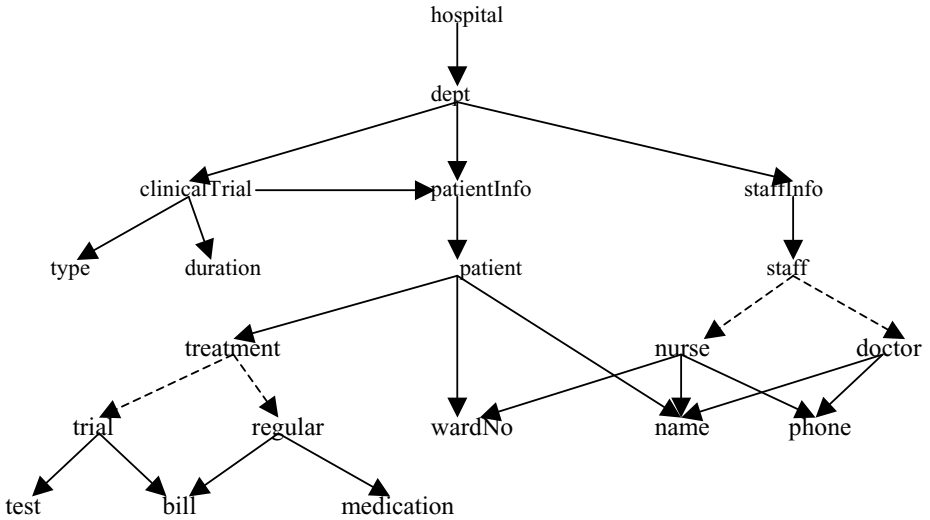 hospital
dept
clinicalTrial patientInfo staffInfo
type duration patient staff
treatment nurse doctor
trial regular wardNo name phone
test bill medication